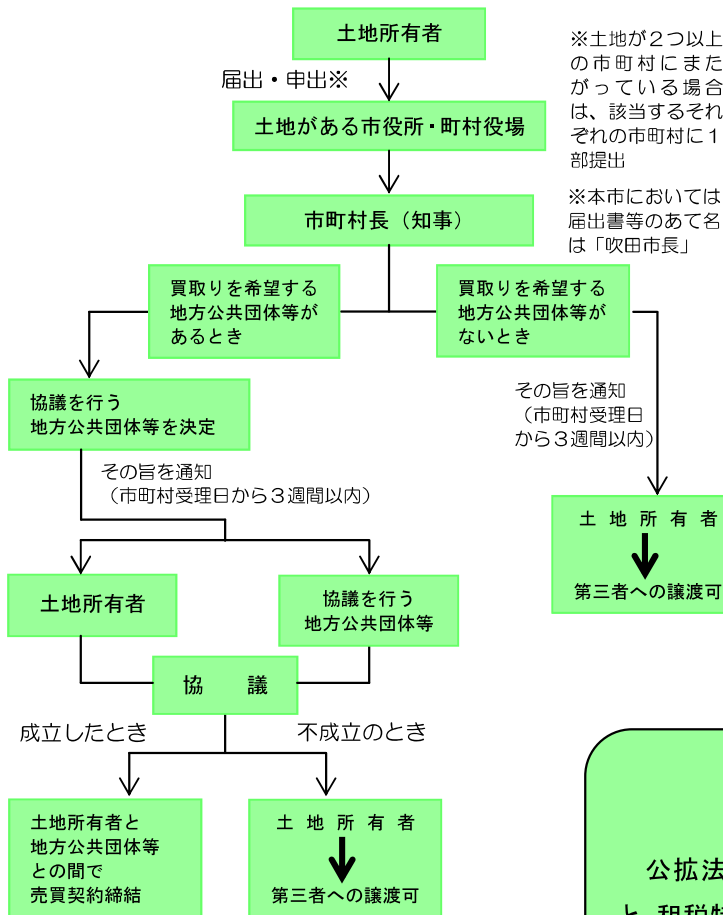 土地所有者
届出・申出※
土地がある市役所・町村役場
市町村長（知事）
※土地が２つ以上
の市町村にまた
がっている場合
は、該当するそれ
ぞれの市町村に１
部提出
※本市においては
届出書等のあて名
は「吹田市長」
買取りを希望する
地方公共団体等が
あるとき
買取りを希望する
地方公共団体等が
ないとき
協議を行う
地方公共団体等を決定
その旨を通知
（市町村受理日から３週間以内）
その旨を通知
（市町村受理日
から３週間以内）
土地所有者
第三者への譲渡可
土地所有者
協議を行う
地方公共団体等
協議
成立したとき
不成立のとき
土地所有者と
地方公共団体等
との間で
売買契約締結
土地所有者
第三者への譲渡可
公拡法
と、租税特